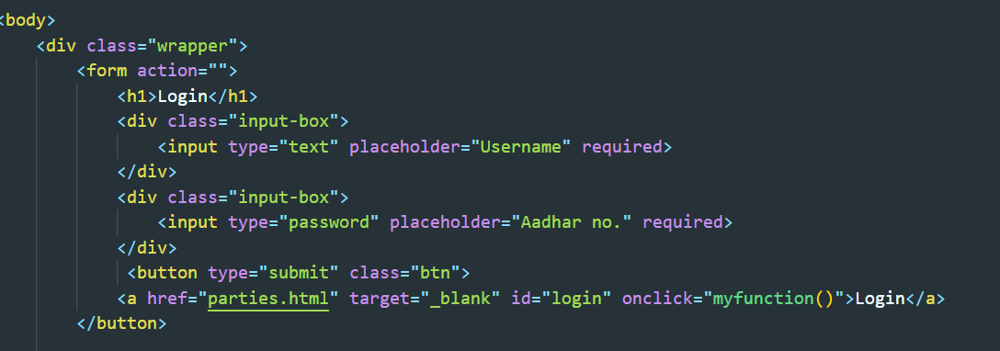 <body>
<div class="wrapper">
<form action="">
<h1>Login</h1>
<div class="input-box">
<input type="text" placeholder="Username" required>
</div>
<div class="input-box">
<input type="password" placeholder="Aadhar no." required>
</div>
<button type="submit" class="btn">
<a href="parties.html" target="_blank" id="login" onclick="myfunction()">Login</a>
</button>